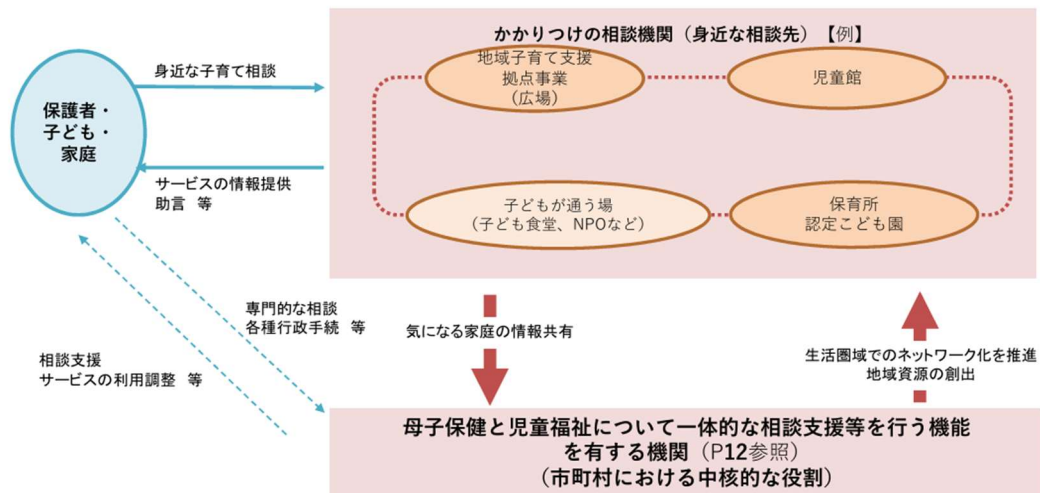 かかりつけの相談機関（身近な相談先）【例】
地域子育て支援
拠点事業
（広場）
児童館
身近な子育て相談
保護者・
子ども・
家庭
サービスの情報提供
助言　等
子どもが通う場
（子ども食堂、NPOなど）
保育所
認定こども園
専門的な相談
各種行政手続　等
気になる家庭の情報共有
生活圏域でのネットワーク化を推進
地域資源の創出
相談支援
サービスの利用調整　等
母子保健と児童福祉について一体的な相談支援等を行う機能
を有する機関（P12参照）
（市町村における中核的な役割）